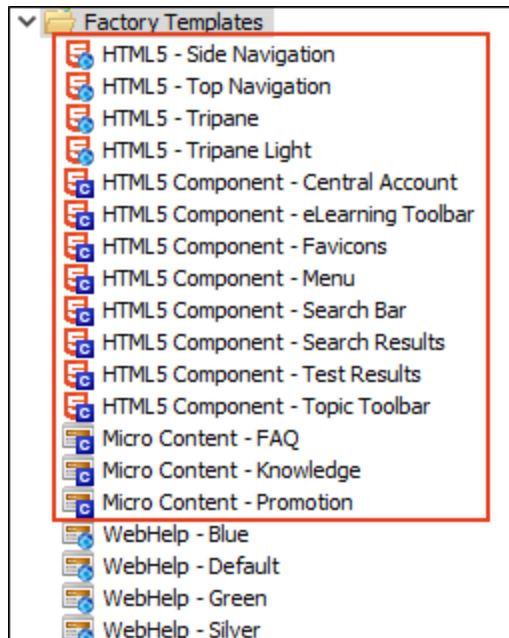 Factory Templates
HTML5 - Side Navigation
HTML5 - Top Navigation
HTML5 - Tripane
HTML5 - Tripane Light
HTML5 Component - Central Account
HTML5 Component - eLearning Toolbar
HTML5 Component - Favicons
HTML5 Component - Menu
HTML5 Component - Search Bar
HTML5 Component - Search Results
HTML5 Component - Test Results
HTML5 Component - Topic Toolbar
Micro Content - FAQ
Micro Content - Knowledge
Micro Content - Promotion
WebHelp - Blue
WebHelp - Default
WebHelp - Green
WebHelp - Silver